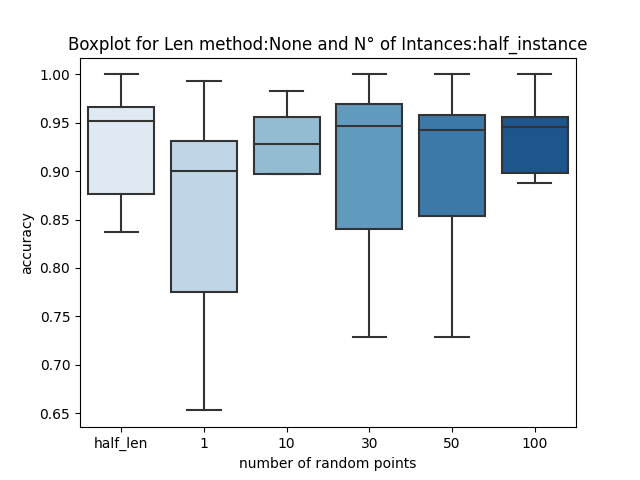 Boxplot for Len method:None and N° of Intances:half_instance
1.00
0.95
0.90
0.85
0.80
0.75
0.70
0.65
accuracy
half_len 1 10 30 50 100
number of random points